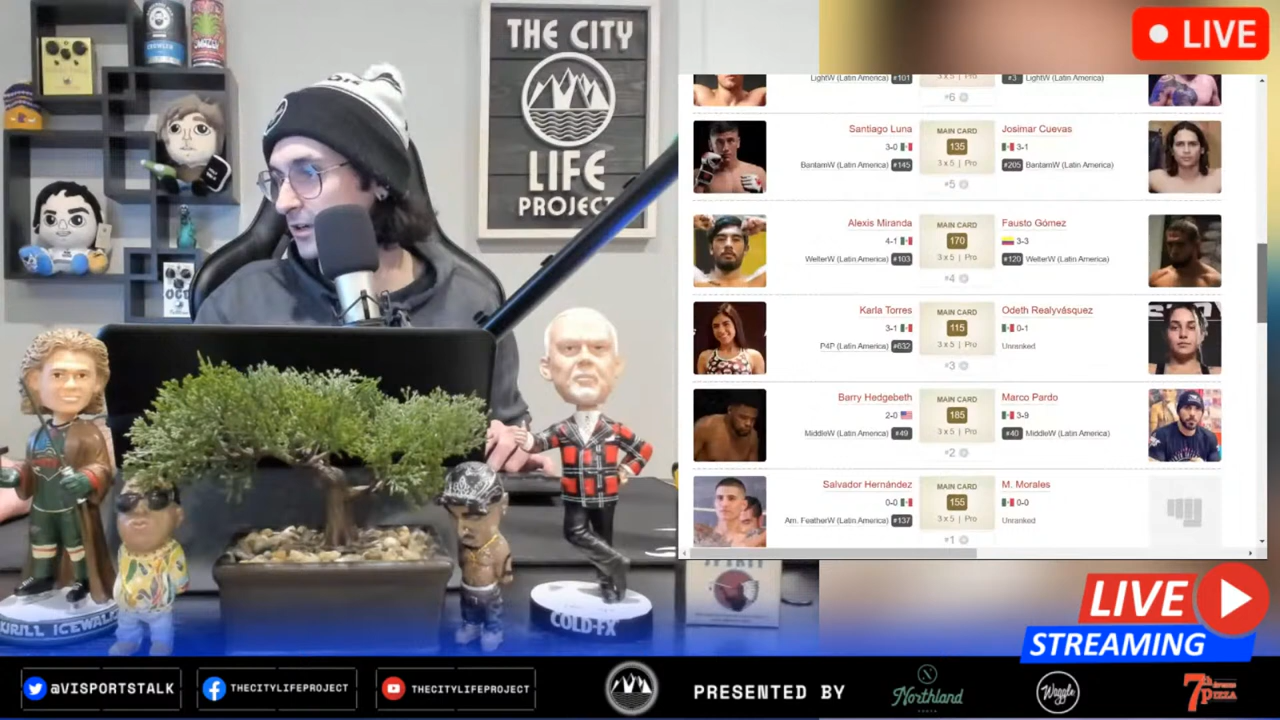 THE CITY
LIFE
PROJECT
LIVE
LightW (Latin America) #101
3 x 5 | Pro
#3 LightW (Latin America)
#6
Santiago Luna
MAIN CARD
Josimar Cuevas
3-0
135
3-1
BantamW (Latin America) #145
3 x 5 | Pro
#205 BantamW (Latin America)
#5
Alexis Miranda
MAIN CARD
Fausto Gómez
4-1
170
3-3
WelterW (Latin America) #103
3 x 5 | Pro
#120 WelterW (Latin America)
#4
Karla Torres
MAIN CARD
Odeth Realyvásquez
3-1
115
0-1
P4P (Latin America) #632
3 x 5 | Pro
Unranked
#3
Barry Hedgebeth
MAIN CARD
Marco Pardo
2-0
185
3-9
MiddleW (Latin America) #49
3 x 5 | Pro
#40 MiddleW (Latin America)
#2
Salvador Hernández
MAIN CARD
M. Morales
0-0
155
0-0
Am. FeatherW (Latin America) #137
3 x 5 | Pro
Unranked
#1
KIRILL ICEWALL
COLD-FX
LIVE
STREAMING
@VISPORTSTALK
THECITYLIFEPROJECT
THECITYLIFEPROJECT
PRESENTED BY
Northland
Waggle
7th
PIZZA